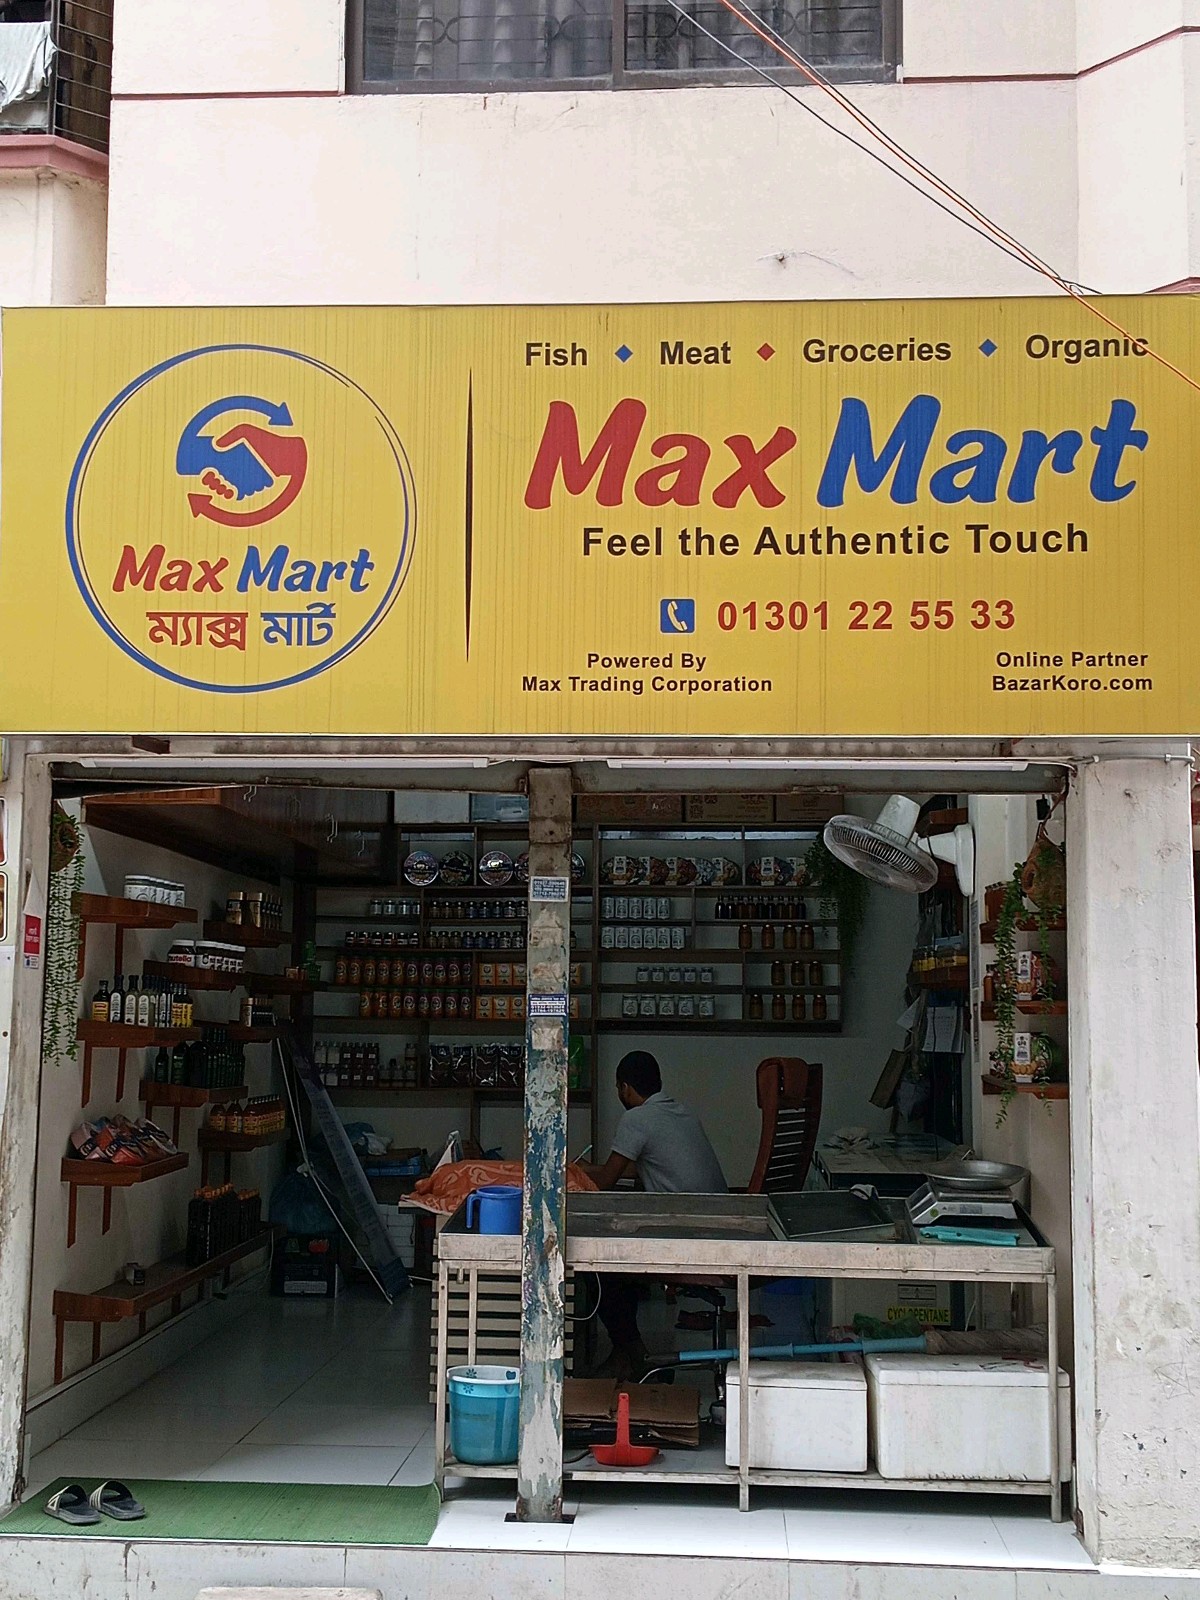 Fish Meat Groceries Organic
Max Mart
Feel the Authentic Touch
01301 22 55 33
Powered By
Max Trading Corporation
Online Partner
BazarKoro.com
Max Mart
ম্যাক্স মার্ট
nutella
CYCLOPENTANE